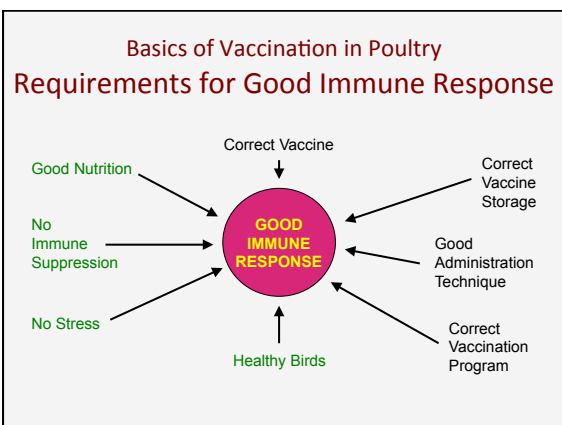 Basics of Vaccination in Poultry
Requirements for Good Immune Response
Correct Vaccine
Good Nutrition
Correct
Vaccine
Storage
No
Immune
Suppression
GOOD
IMMUNE
RESPONSE
Good
Administration
Technique
No Stress
Healthy Birds
Correct
Vaccination
Program